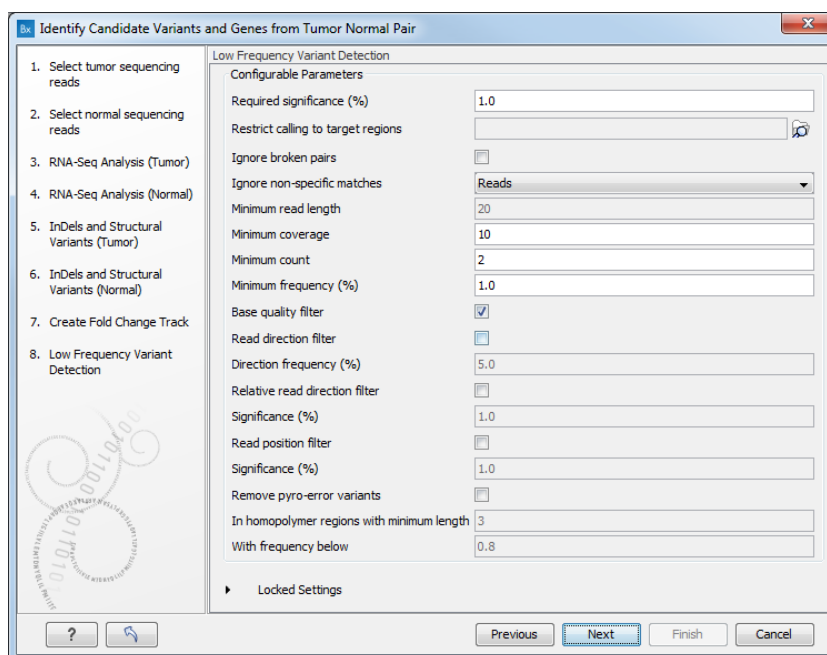 Bx Identify Candidate Variants and Genes from Tumor Normal Pair
1. Select tumor sequencing
reads
2. Select normal sequencing
reads
3. RNA-Seq Analysis (Tumor)
4. RNA-Seq Analysis (Normal)
5. InDels and Structural
Variants (Tumor)
6. InDels and Structural
Variants (Normal)
7. Create Fold Change Track
8. Low Frequency Variant
Detection
Low Frequency Variant Detection
Configurable Parameters
Required significance (%) 1.0
Restrict calling to target regions
Ignore broken pairs
Ignore non-specific matches Reads
Minimum read length 20
Minimum coverage 10
Minimum count 2
Minimum frequency (%) 1.0
Base quality filter
Read direction filter
Direction frequency (%) 5.0
Relative read direction filter
Significance (%) 1.0
Read position filter
Significance (%) 1.0
Remove pyro-error variants
In homopolymer regions with minimum length 3
With frequency below 0.8
Locked Settings
? Previous Next Finish Cancel